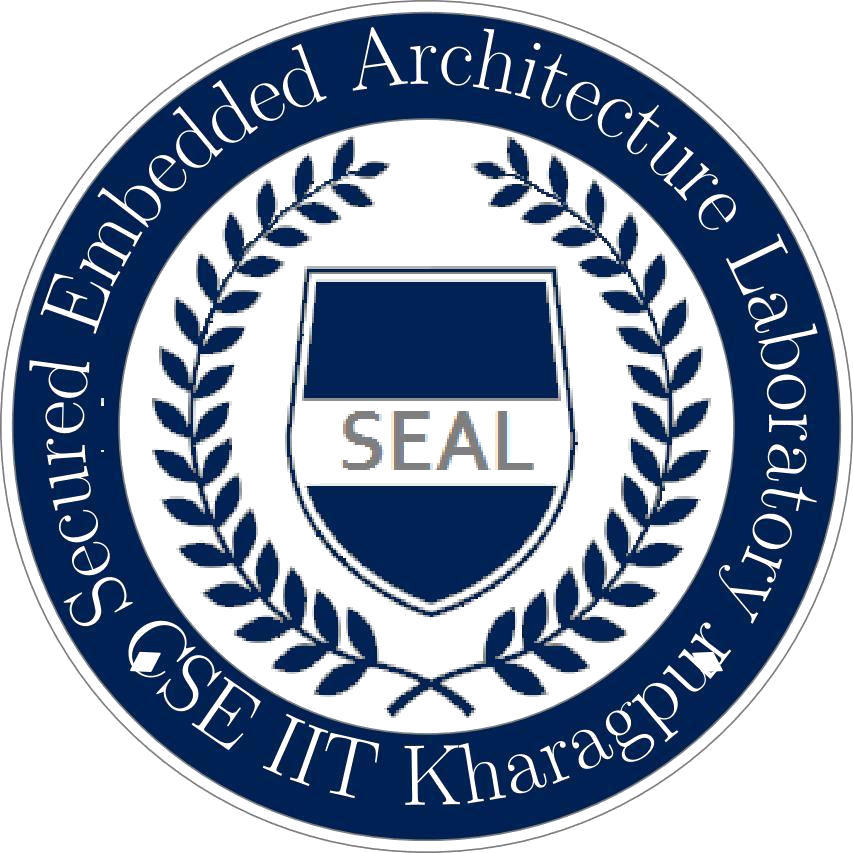 Secured Embedded Architecture Laboratory
SEAL
CSE IIT Kharagpur